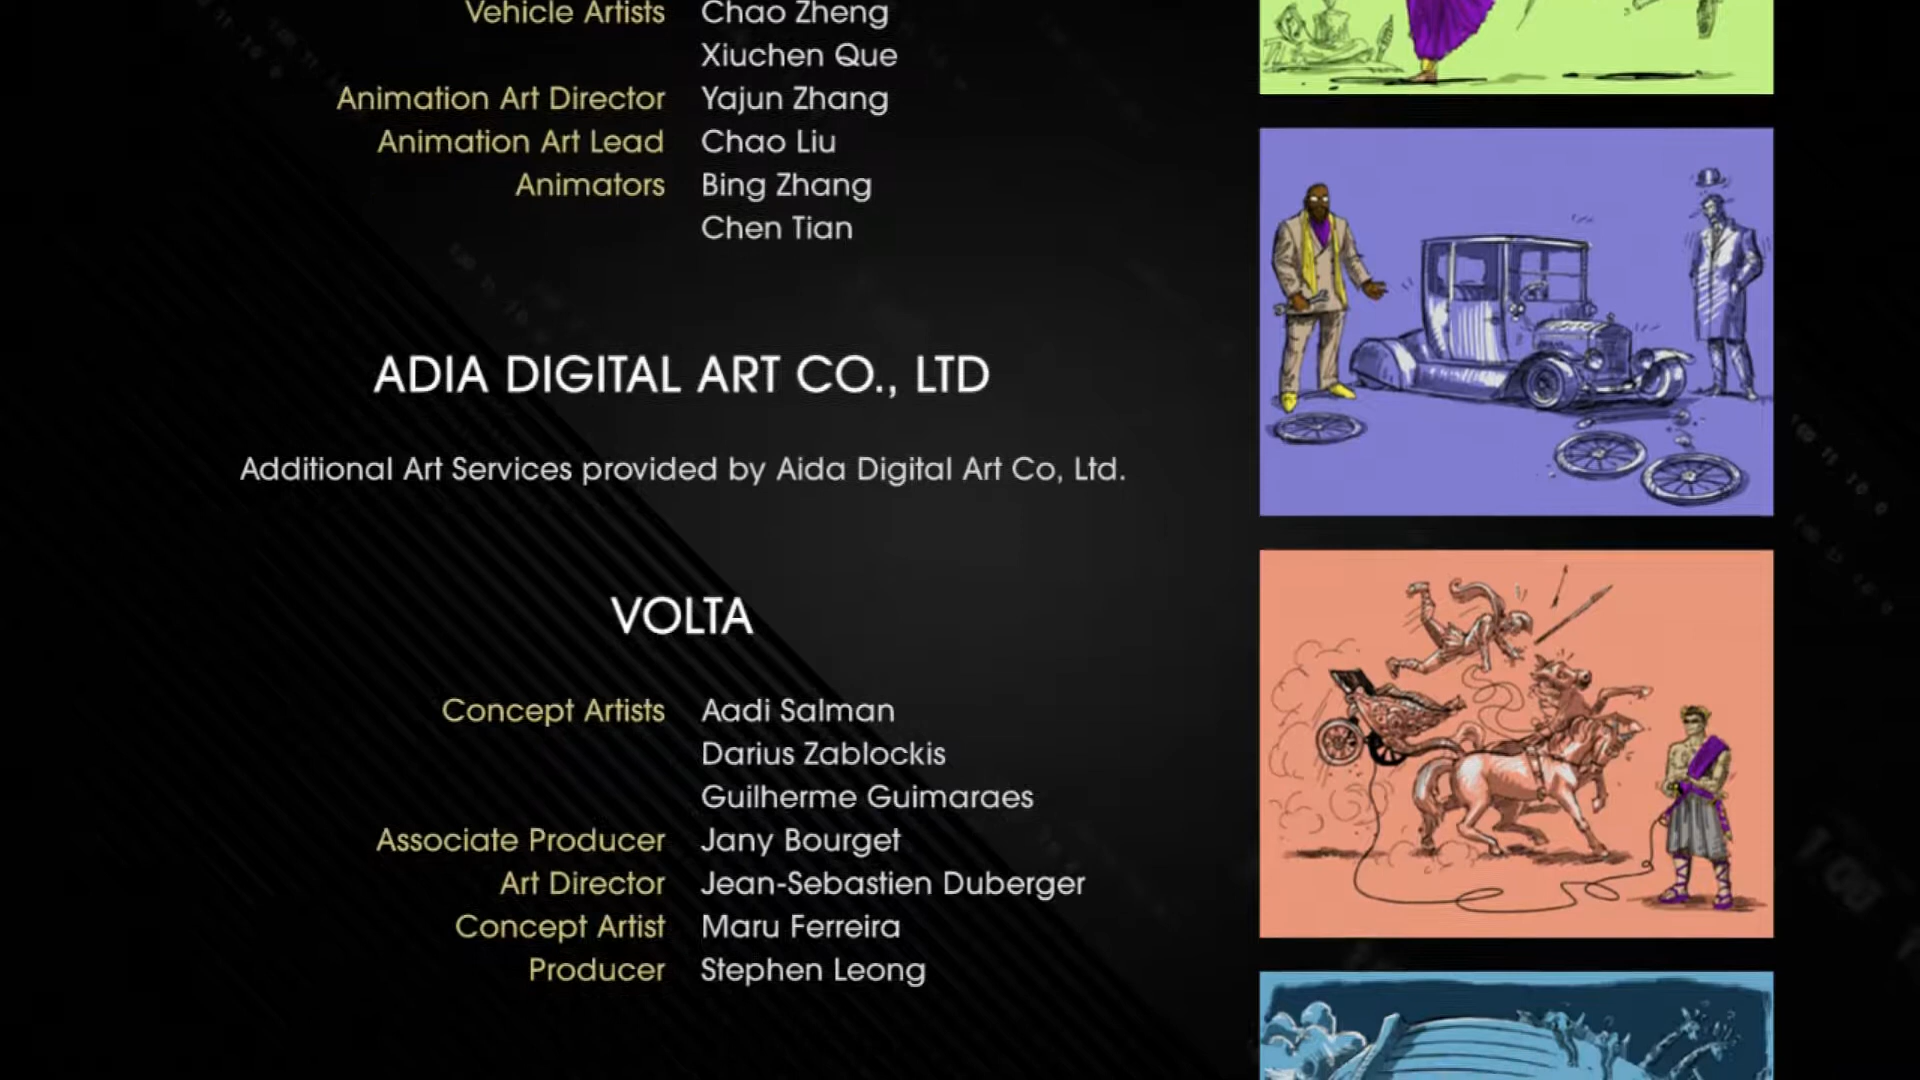 Vehicle Artists Chao Zheng
Xiuchen Que
Animation Art Director Yajun Zhang
Animation Art Lead Chao Liu
Animators Bing Zhang
Chen Tian
ADIA DIGITAL ART CO., LTD
Additional Art Services provided by Aida Digital Art Co, Ltd.
VOLTA
Concept Artists Aadi Salman
Darius Zablockis
Guilherme Guimaraes
Associate Producer Jany Bourget
Art Director Jean-Sebastien Duberger
Concept Artist Maru Ferreira
Producer Stephen Leong